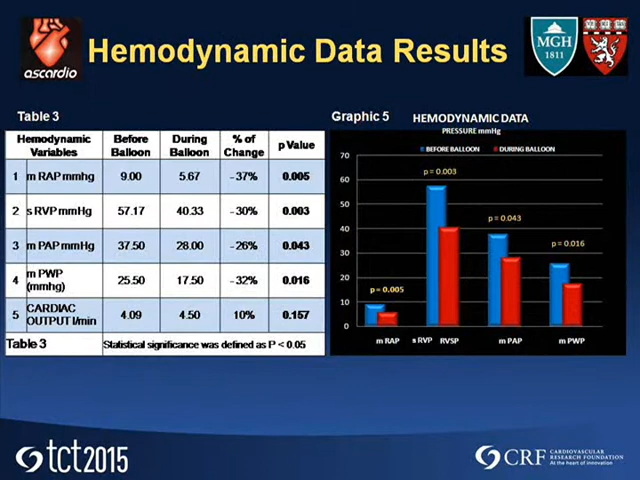 Hemodynamic Data Results
ascardio
MGH
1811
Table 3
Hemodynamic Variables Before Balloon During Balloon % of Change p Value
1 m RAP mmhg 9.00 5.67 - 37% 0.005
2 s RVP mmHg 57.17 40.33 - 30% 0.003
3 m PAP mmHg 37.50 28.00 - 26% 0.043
4 m PWP (mmhg) 25.50 17.50 - 32% 0.016
5 CARDIAC OUTPUT l/min 4.09 4.50 10% 0.157
Table 3 Statistical significance was defined as P < 0.05
Graphic 5 HEMODYNAMIC DATA
PRESSURE mmHg
BEFORE BALLOON DURING BALLOON
70
60
50
40
30
20
10
0
p = 0.005
p = 0.003
p = 0.043
p = 0.016
m RAP s RVP RVSP m PAP m PWP
tct2015
CRF CARDIOVASCULAR
RESEARCH FOUNDATION
At the heart of innovation